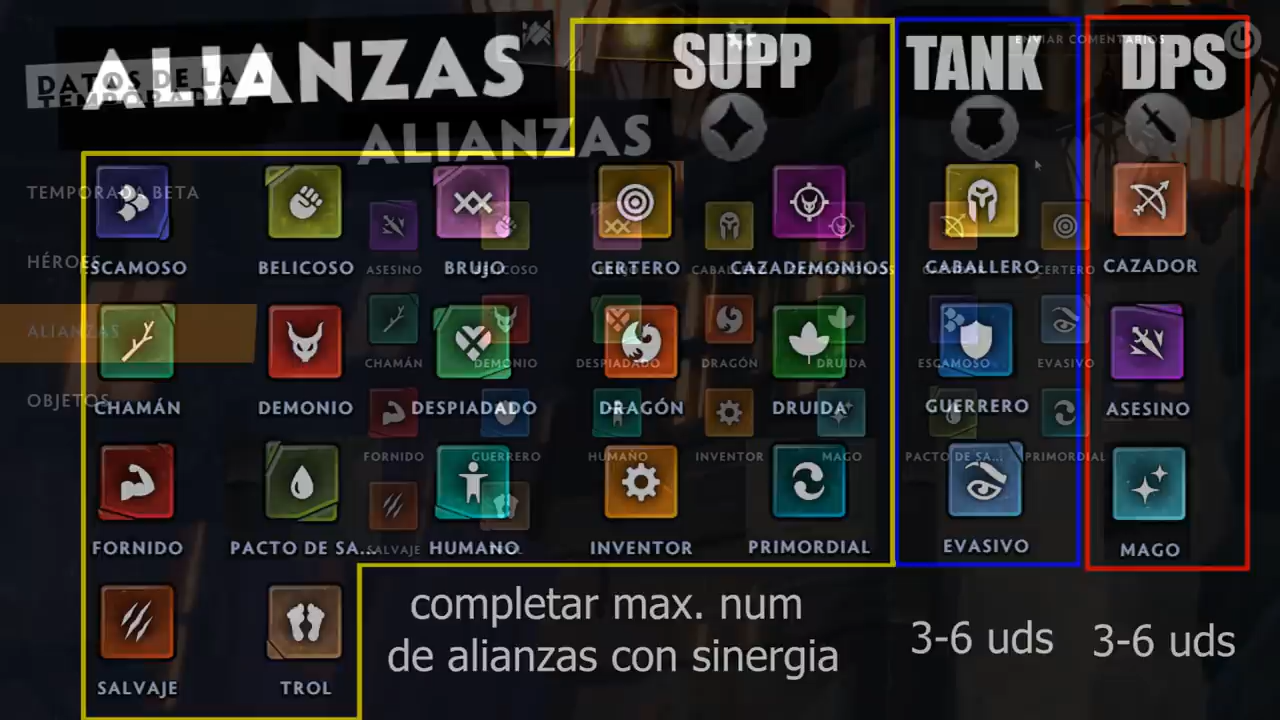 ALIANZAS
SUPP
TANK
DPS
ENVIAR COMENTARIOS
DATOS DE LA
TEMPORADA
ALIANZAS
TEMPORADA BETA
HÉROES
ALIANZAS
OBJETOS
ESCAMOSO BELICOSO BRUJO CERTERO CAZADEMONIOS CABALLERO CAZADOR
ASESINO BELICOSO CABALLERO CERTERO
CHAMÁN DEMONIO DESPIADADO DRAGÓN DRUIDA ESCAMOSO EVASIVO
CHAMÁN DEMONIO DESPIADADO DRAGÓN DRUIDA GUERRERO ASESINO
FORNIDO GUERRERO HUMANO INVENTOR MAGO PACTO DE SA... PRIMORDIAL
FORNIDO PACTO DE SA... HUMANO INVENTOR PRIMORDIAL EVASIVO MAGO
SALVAJE
SALVAJE TROL
completar max. num
de alianzas con sinergia
3-6 uds
3-6 uds